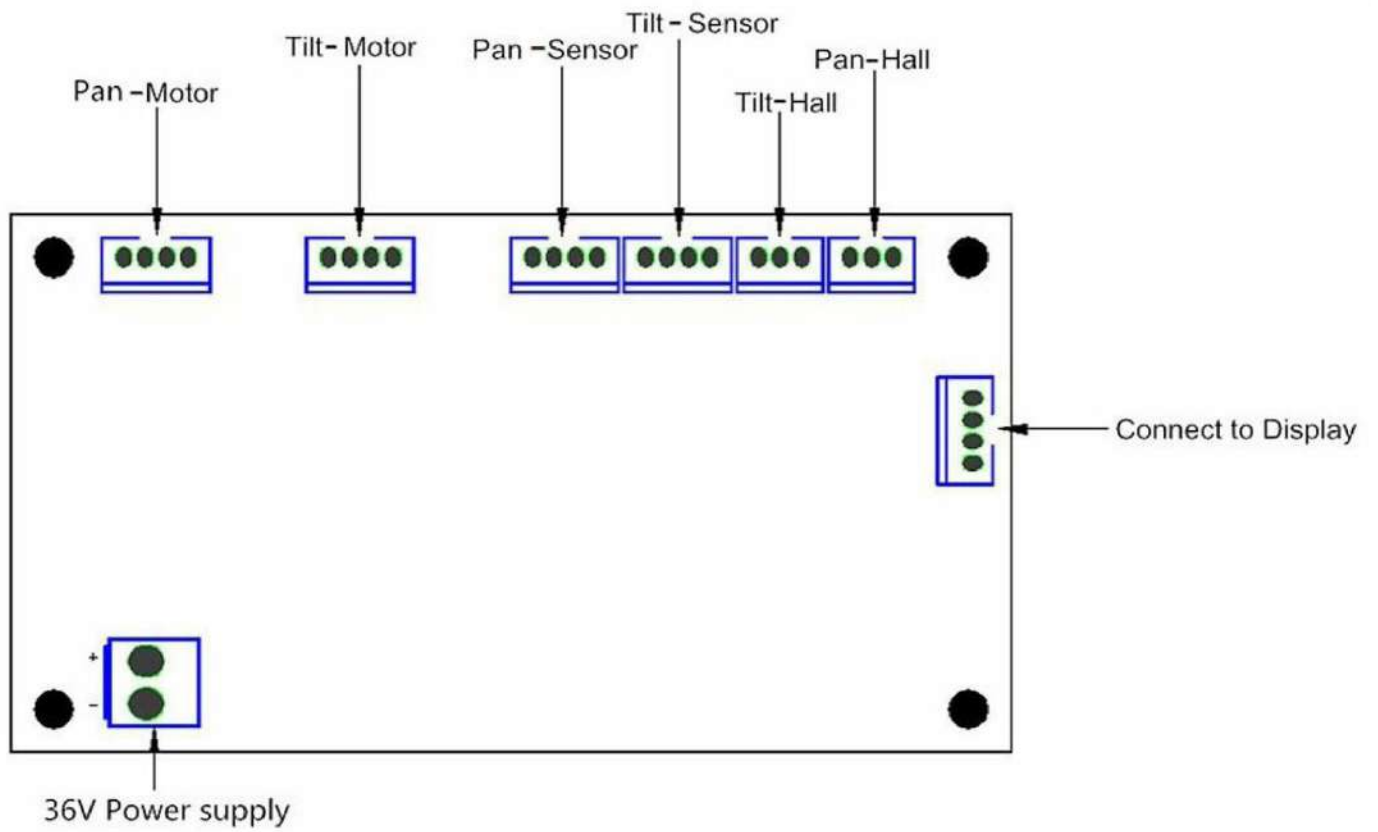 Tilt-Sensor
Tilt-Motor
Pan-Sensor
Pan-Hall
Pan-Motor
Tilt-Hall
Connect to Display
+
-
36V Power supply